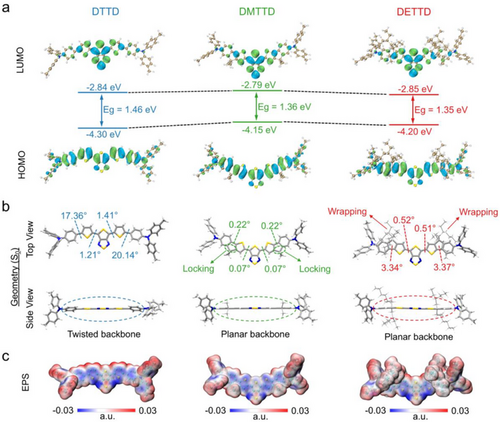 a
DTTD DMTTD DETTD
LUMO
-2.84 eV -2.79 eV -2.85 eV
Eg = 1.46 eV Eg = 1.36 eV Eg = 1.35 eV
-4.30 eV -4.15 eV -4.20 eV
HOMO
b
Geometry (S₀)
Top View
17.36° 1.41° 0.22° 0.22° Wrapping 0.52° 0.51° Wrapping
1.21° 20.14° Locking 0.07° 0.07° Locking 3.34° 3.37°
Side View
Twisted backbone Planar backbone Planar backbone
c
EPS
-0.03 0.03 -0.03 0.03 -0.03 0.03
a.u. a.u. a.u.